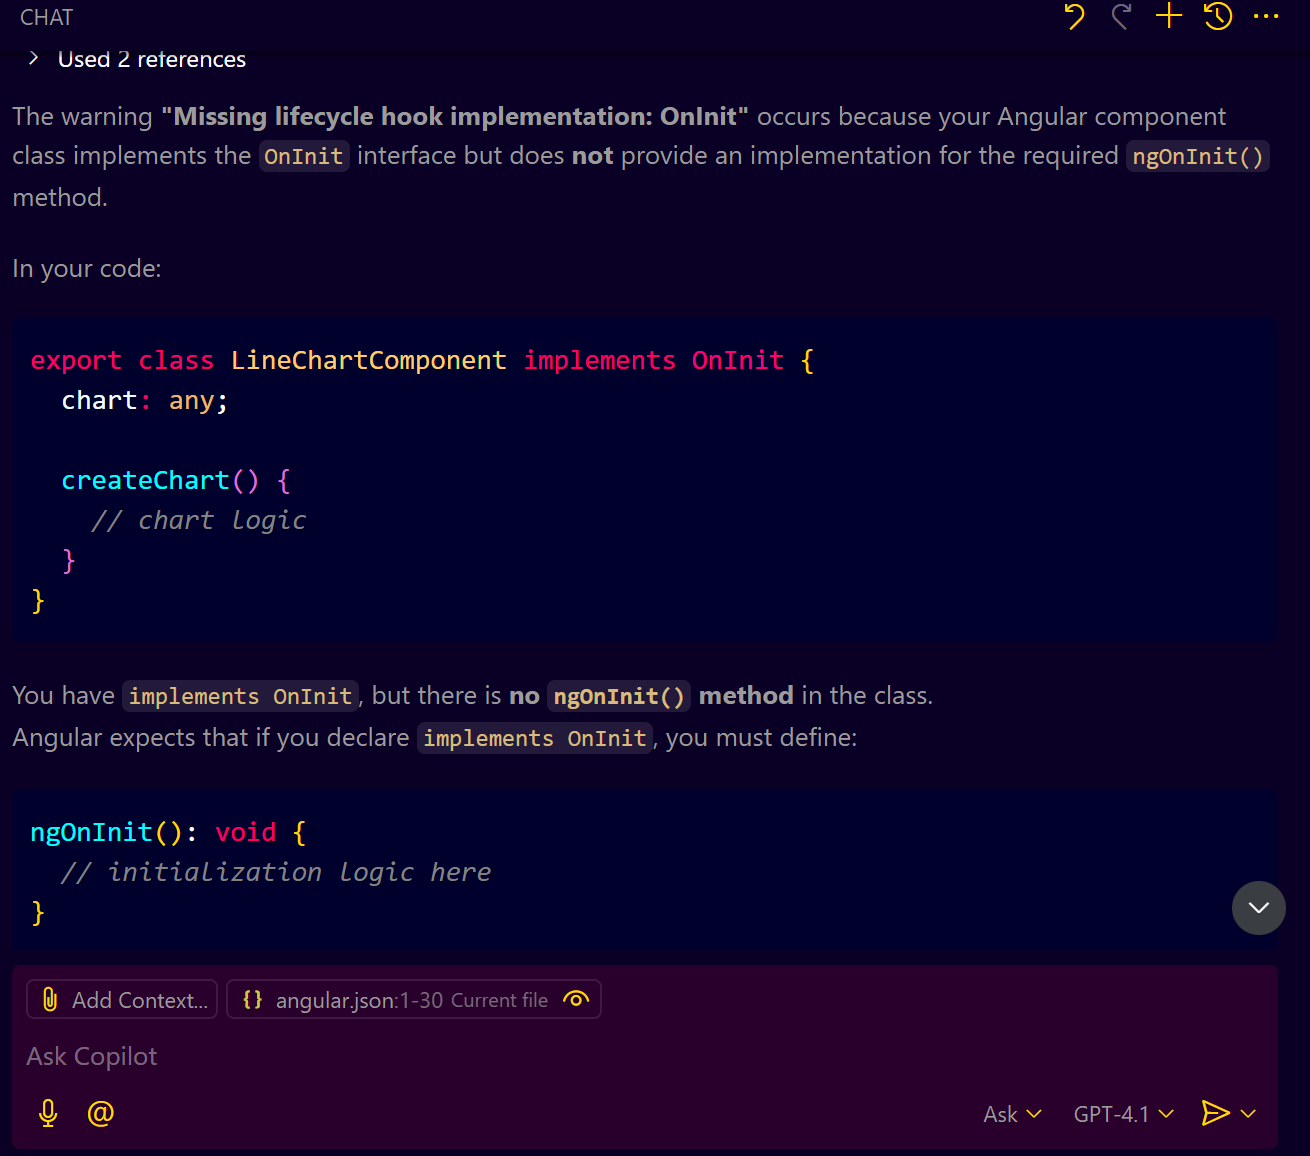 CHAT
Used 2 references
The warning "Missing lifecycle hook implementation: OnInit" occurs because your Angular component
class implements the OnInit interface but does not provide an implementation for the required ngOnInit()
method.
In your code:
export class LineChartComponent implements OnInit {
  chart: any;
  createChart() {
    // chart logic
  }
}
You have implements OnInit, but there is no ngOnInit() method in the class.
Angular expects that if you declare implements OnInit, you must define:
ngOnInit(): void {
  // initialization logic here
}
Add Context... {} angular.json:1-30 Current file
Ask Copilot
@ Ask GPT-4.1